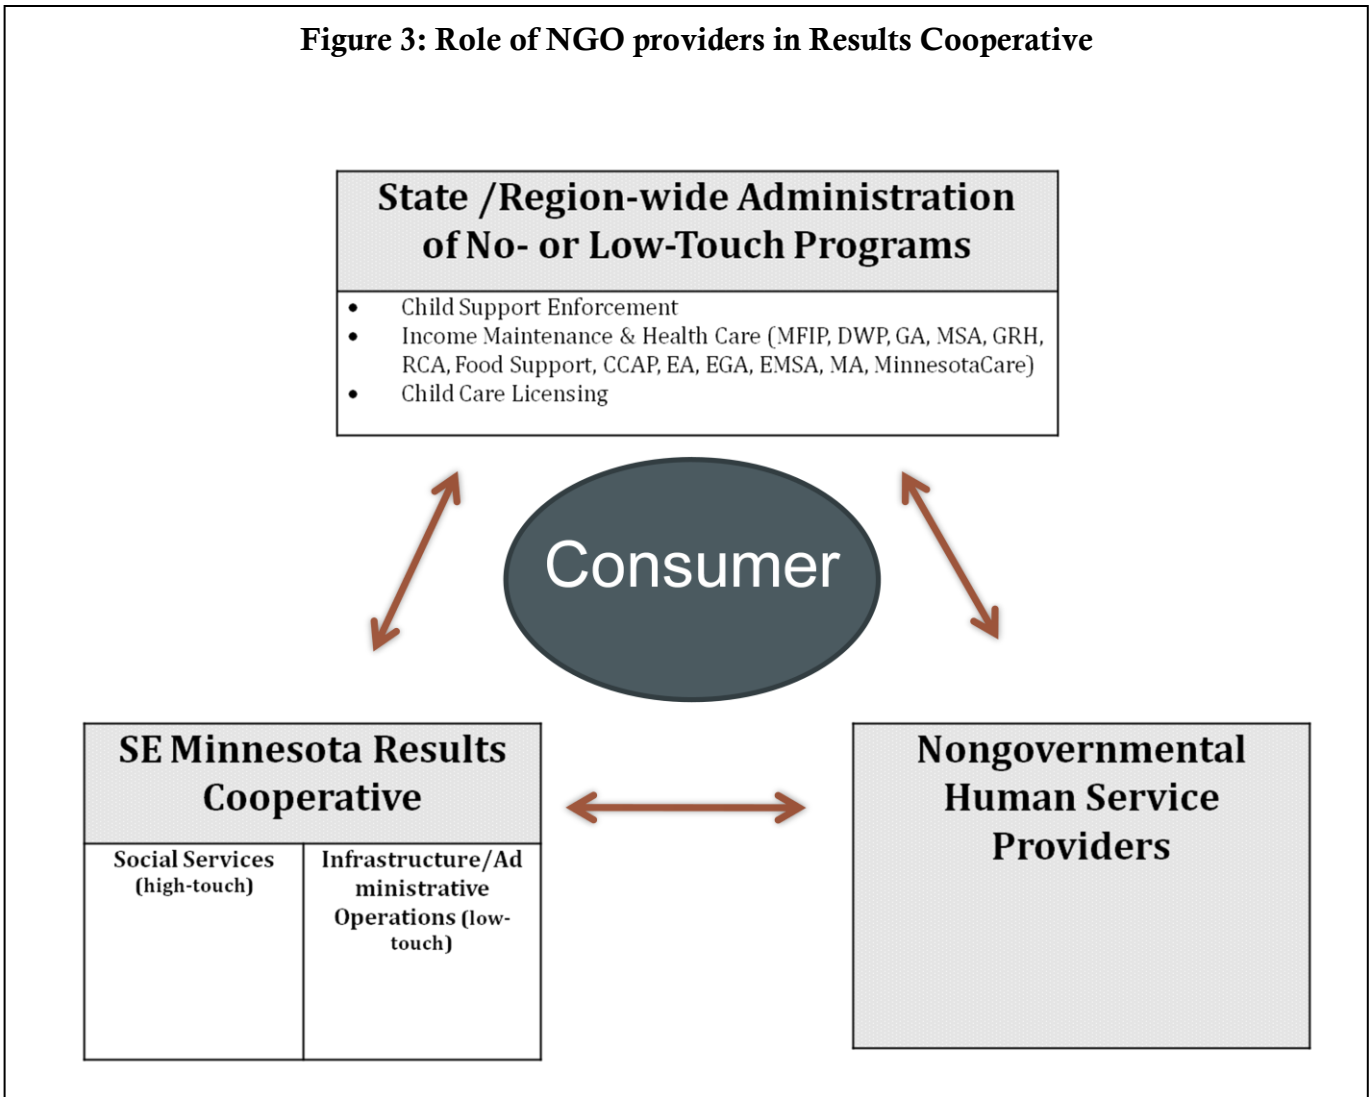 Figure 3: Role of NGO providers in Results Cooperative
State /Region-wide Administration
of No- or Low-Touch Programs
• Child Support Enforcement
• Income Maintenance & Health Care (MFIP, DWP, GA, MSA, GRH,
RCA, Food Support, CCAP, EA, EGA, EMSA, MA, MinnesotaCare)
• Child Care Licensing
Consumer
SE Minnesota Results
Cooperative
Social Services
(high-touch)
Infrastructure/Ad
ministrative
Operations (low-
touch)
Nongovernmental
Human Service
Providers